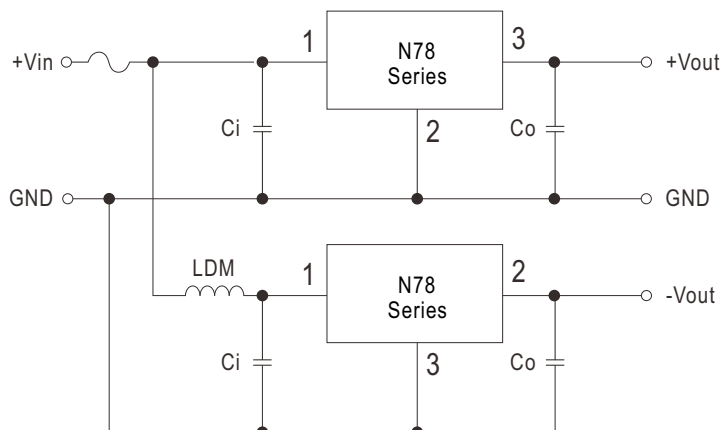 1
N78
Series
3
+Vin
+Vout
Ci
2
Co
GND
GND
LDM
1
N78
Series
2
-Vout
Ci
3
Co